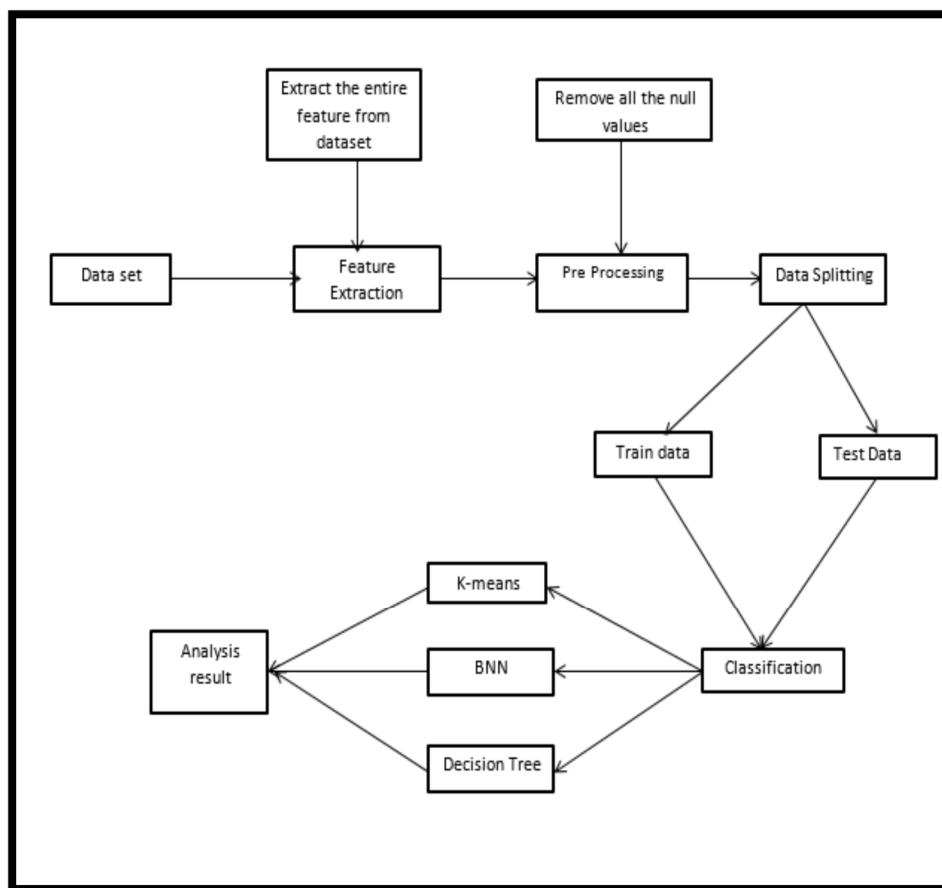 Extract the entire
feature from
dataset
Remove all the null
values
Data set
Feature
Extraction
Pre Processing
Data Splitting
Train data
Test Data
K-means
Analysis
result
BNN
Classification
Decision Tree